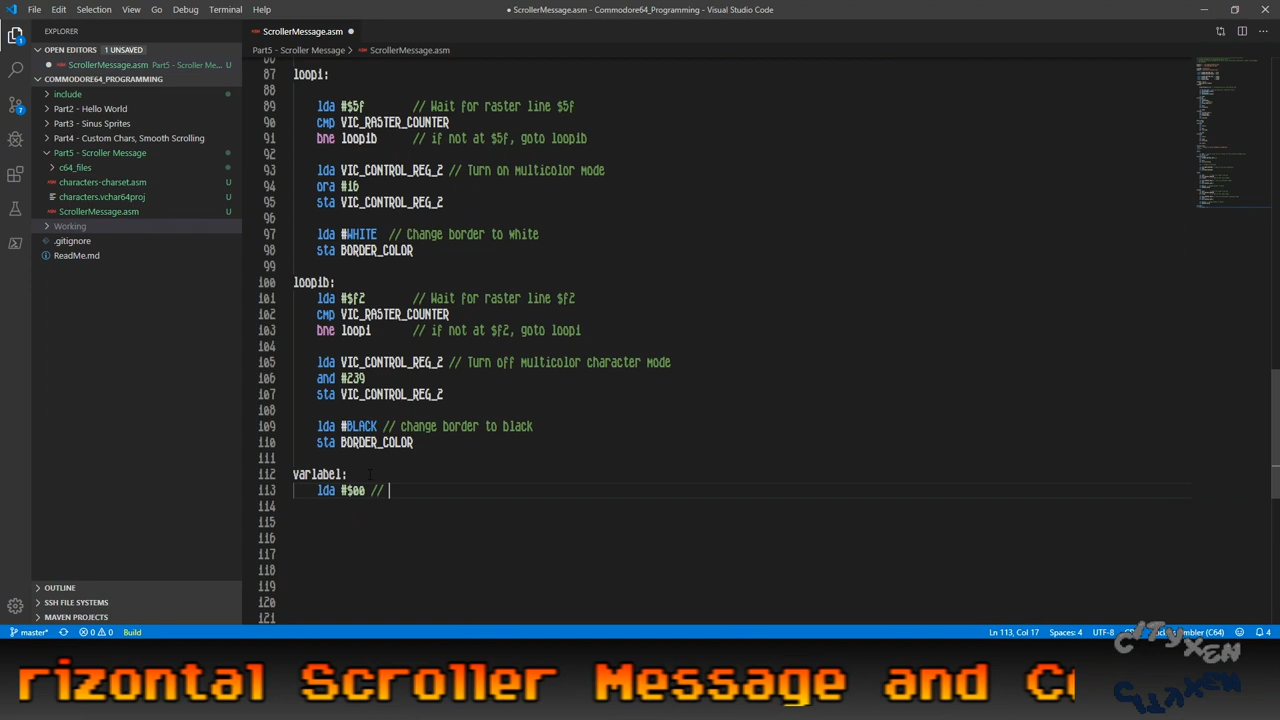 File Edit Selection View Go Debug Terminal Help
● ScrollerMessage.asm - Commodore64_Programming - Visual Studio Code
EXPLORER
OPEN EDITORS 1 UNSAVED
ScrollerMessage.asm Part5 - Scroller Me... U
COMMODORE64_PROGRAMMING
include
Part2 - Hello World
Part3 - Sinus Sprites
Part4 - Custom Chars, Smooth Scrolling
Part5 - Scroller Message
c64_files
characters-charset.asm U
characters.vchar64proj U
ScrollerMessage.asm U
Working
.gitignore
ReadMe.md
OUTLINE
SSH FILE SYSTEMS
MAVEN PROJECTS
ScrollerMessage.asm
Part5 - Scroller Message > ScrollerMessage.asm
86
87 loop1:
88
89 lda #$5f // Wait for raster line $5f
90 cmp VIC_RASTER_COUNTER
91 bne loop1b // if not at $5f, goto loop1b
92
93 lda VIC_CONTROL_REG_2 // Turn on multicolor mode
94 ora #16
95 sta VIC_CONTROL_REG_2
96
97 lda #WHITE // Change border to white
98 sta BORDER_COLOR
99
100 loop1b:
101 lda #$f2 // Wait for raster line $f2
102 cmp VIC_RASTER_COUNTER
103 bne loop1 // if not at $f2, goto loop1
104
105 lda VIC_CONTROL_REG_2 // Turn off multicolor character mode
106 and #239
107 sta VIC_CONTROL_REG_2
108
109 lda #BLACK // change border to black
110 sta BORDER_COLOR
111
112 varlabel:
113 lda #$00 //
114
115
116
117
118
119
120
121
master* 0 0 Build
Ln 113, Col 17 Spaces: 4 UTF-8 (C64) 4
rizontal Scroller Message and C
CITYXEN